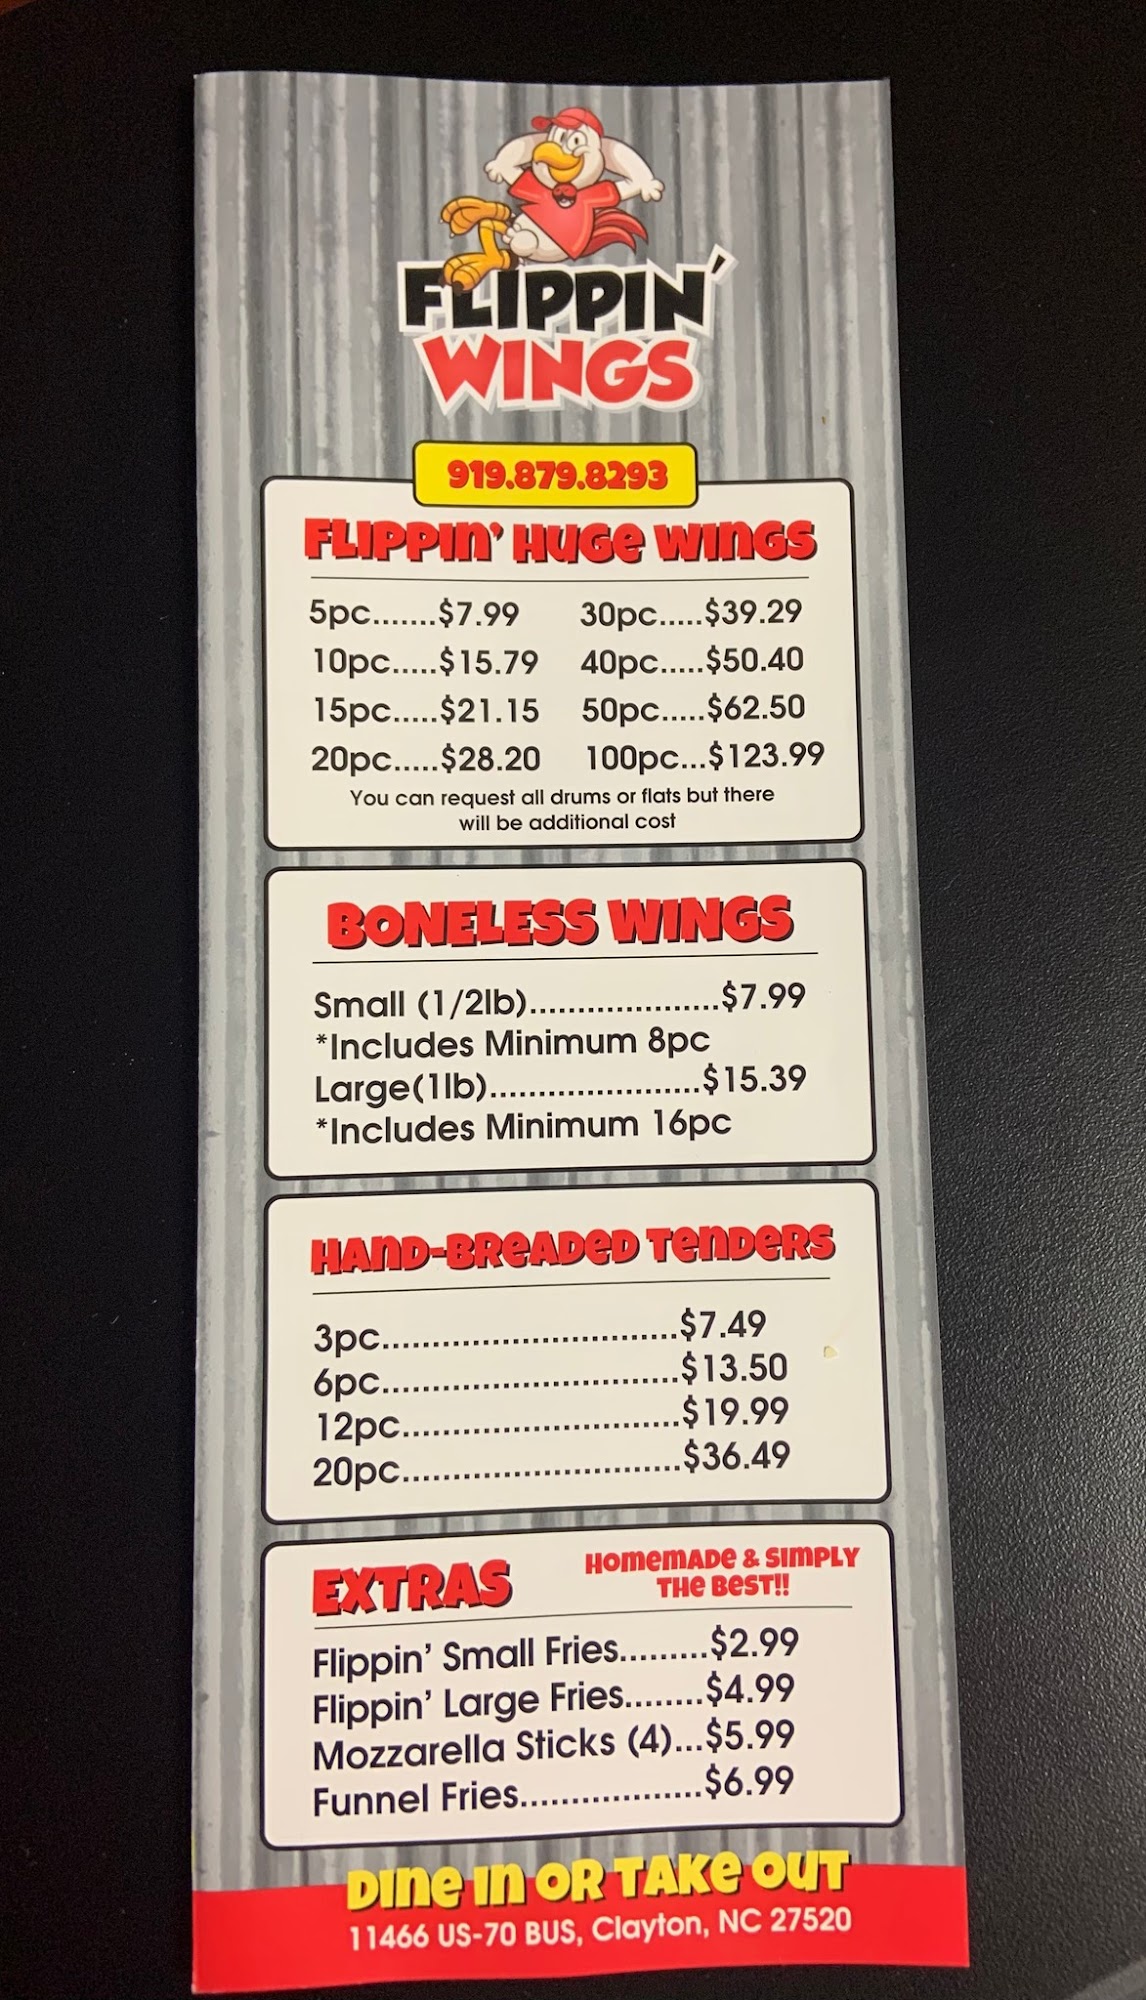 FLIPPIN'
WINGS
919.879.8293
FLIPPIN' HUGE WINGS
5pc.......$7.99
10pc.....$15.79
15pc.....$21.15
20pc.....$28.20
30pc.....$39.29
40pc.....$50.40
50pc.....$62.50
100pc...$123.99
You can request all drums or flats but there
will be additional cost
BONELESS WINGS
Small (1/2lb)....................$7.99
*Includes Minimum 8pc
Large(1lb)......................$15.39
*Includes Minimum 16pc
HAND-BREADED TENDERS
3pc..............................$7.49
6pc..............................$13.50
12pc............................$19.99
20pc............................$36.49
EXTRAS
HOMEMADE & SIMPLY
THE BEST!!
Flippin' Small Fries.........$2.99
Flippin' Large Fries........$4.99
Mozzarella Sticks (4)...$5.99
Funnel Fries...................$6.99
DINE IN OR TAKE OUT
11466 US-70 BUS, Clayton, NC 27520